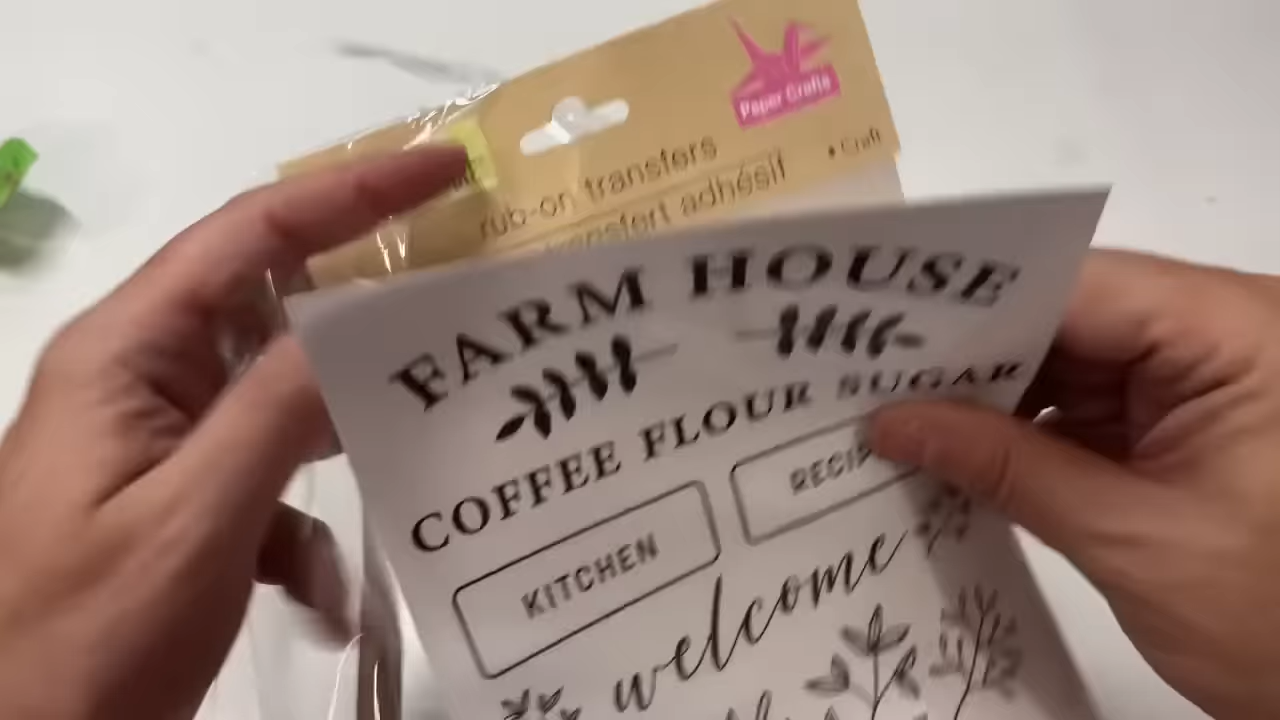 Paper Crafts
Craft
rub-on transfers
transfert adhésif
FARM HOUSE
COFFEE FLOUR SUGAR
KITCHEN
welcome